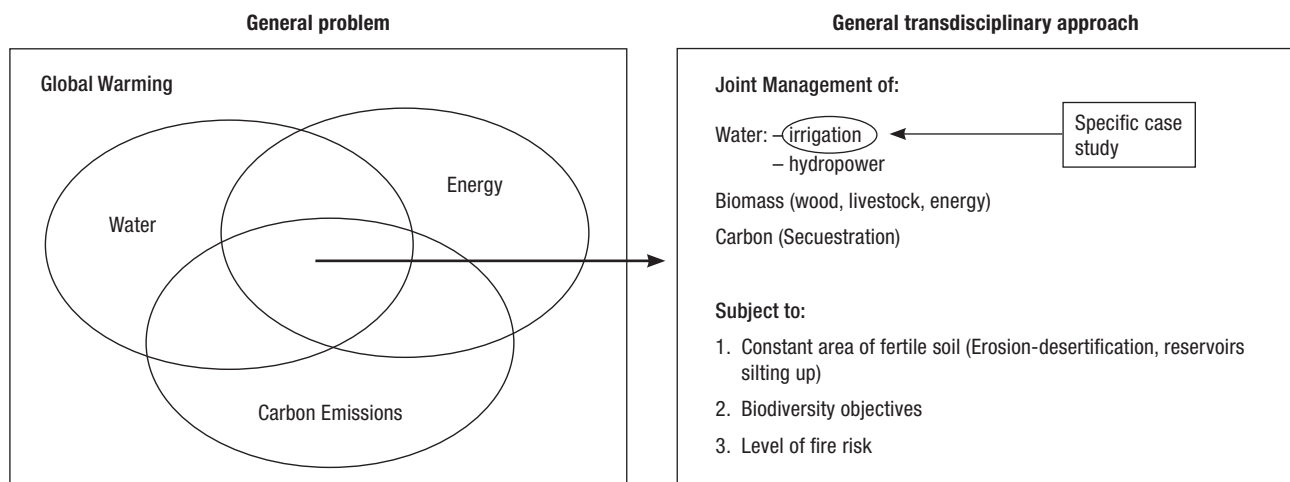 General problem
Global Warming
Water
Energy
Carbon Emissions
General transdisciplinary approach
Joint Management of:
Water: – irrigation
– hydropower
Specific case
study
Biomass (wood, livestock, energy)
Carbon (Secuestration)
Subject to:
1. Constant area of fertile soil (Erosion-desertification, reservoirs
silting up)
2. Biodiversity objectives
3. Level of fire risk